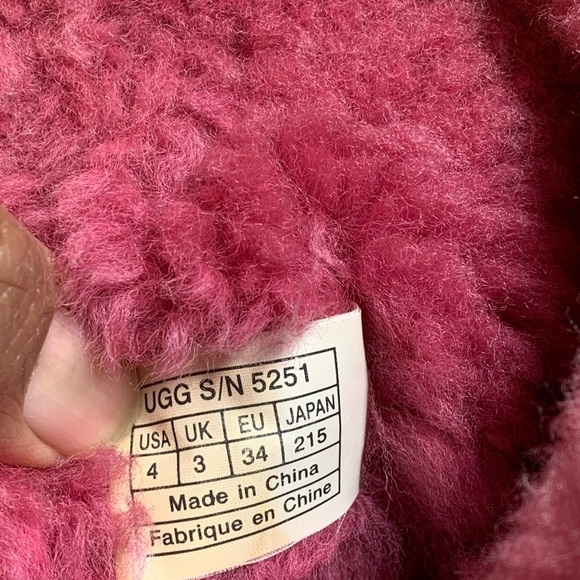 UGG S/N 5251
USA UK EU JAPAN
4 3 34 215
Made in China
Fabrique en Chine